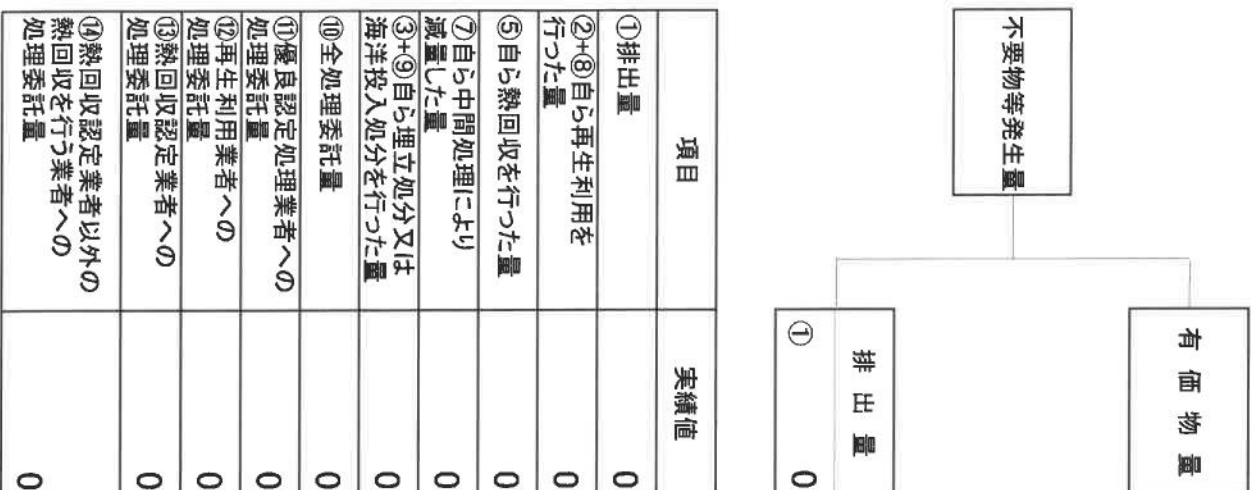 不要物等発生量
有価物量
排出量
① 0
項目 実績値
①排出量 0
②+⑧自ら再生利用を
行った量 0
⑤自ら熱回収を行った量 0
⑦自ら中間処理により
減量した量 0
③+⑨自ら埋立処分又は
海洋投入処分を行った量 0
⑩全処理委託量 0
⑪優良認定処理業者への
処理委託量 0
⑫再生利用業者への
処理委託量 0
⑬熱回収認定業者への
処理委託量 0
⑭熱回収認定業者以外の
熱回収を行う業者への
処理委託量 0